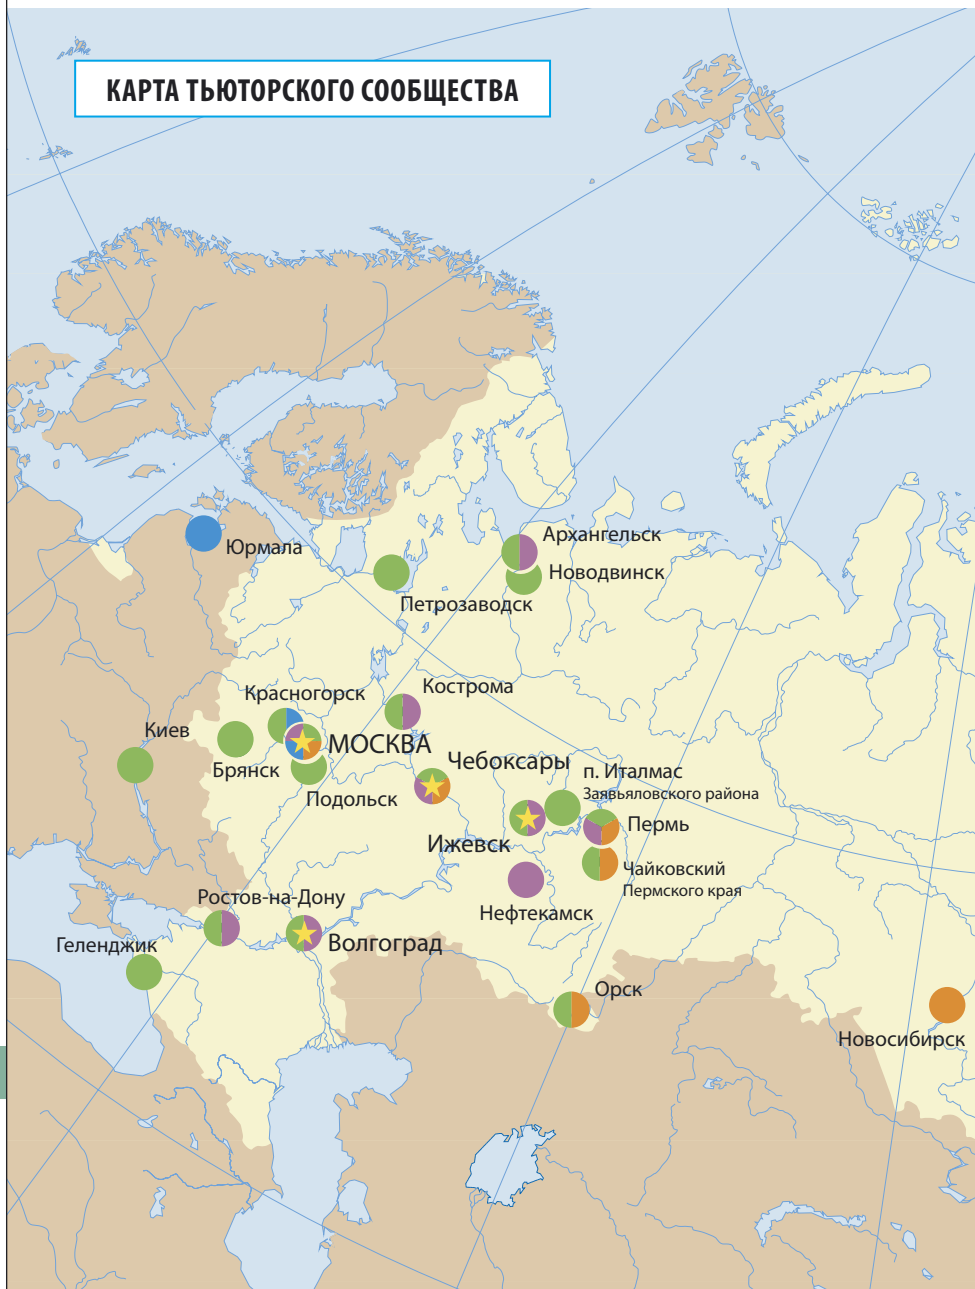 КАРТА ТЬЮТОРСКОГО СООБЩЕСТВА
Архангельск
Юрмала
Новодвинск
Петрозаводск
Кострома
Красногорск
Киев
МОСКВА
Чебоксары
Брянск
п. Италмас
Заявьяловского района
Подольск
Пермь
Ижевск
Чайковский
Пермского края
Ростов-на-Дону
Нефтекамск
Геленджик
Волгоград
Орск
Новосибирск